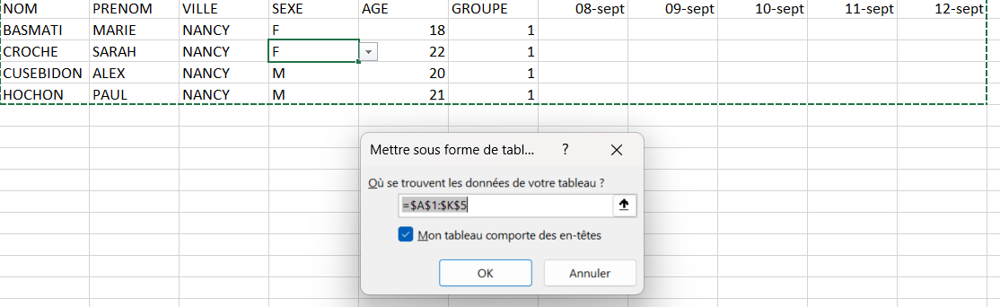 NOM PRENOM VILLE SEXE AGE GROUPE 08-sept 09-sept 10-sept 11-sept 12-sept
BASMATI MARIE NANCY F 18 1
CROCHE SARAH NANCY F 22 1
CUSEBIDON ALEX NANCY M 20 1
HOCHON PAUL NANCY M 21 1
Mettre sous forme de tabl... ?
Où se trouvent les données de votre tableau ?
=$A$1:$K$5
Mon tableau comporte des en-têtes
OK Annuler